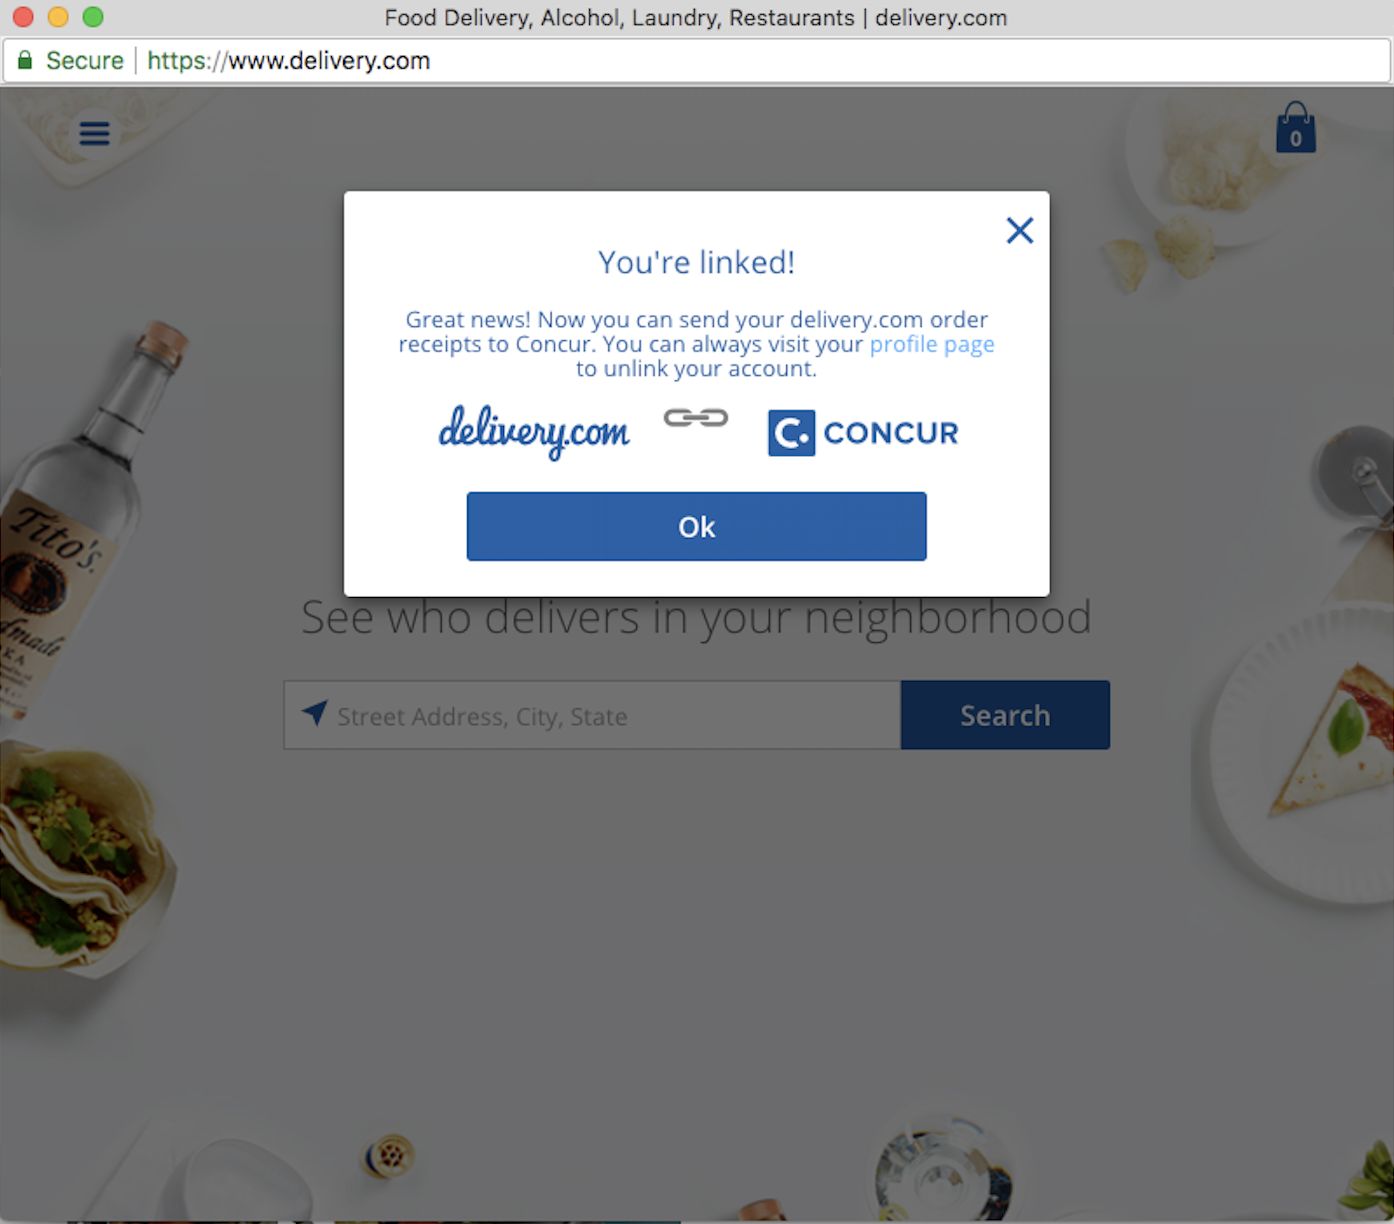 Food Delivery, Alcohol, Laundry, Restaurants | delivery.com
Secure | https://www.delivery.com
0
You're linked!
Great news! Now you can send your delivery.com order
receipts to Concur. You can always visit your profile page
to unlink your account.
delivery.com
C. CONCUR
Ok
See who delivers in your neighborhood
Street Address, City, State
Search
Tito's
dmade